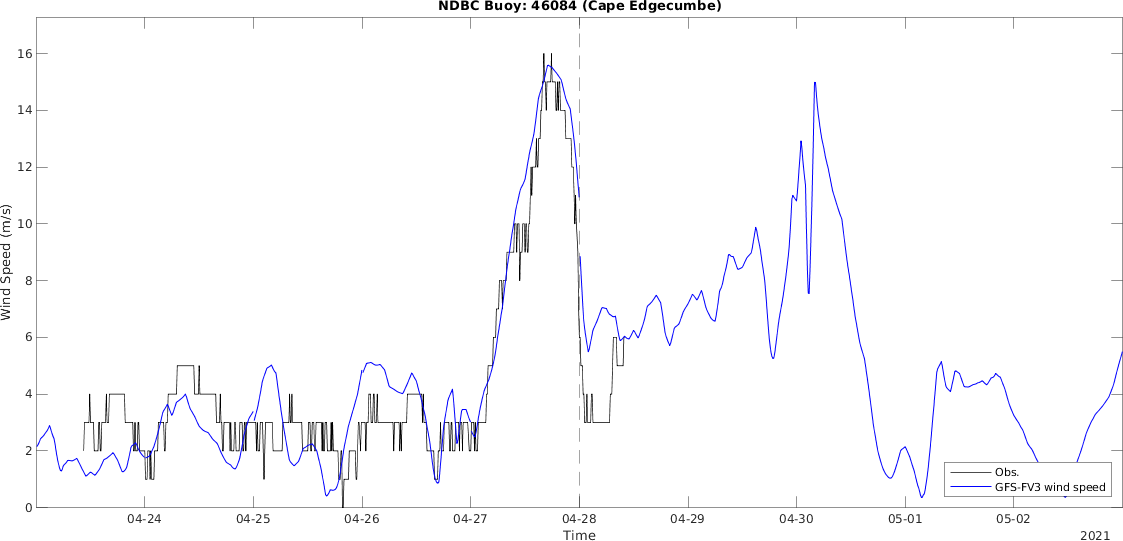 NDBC Buoy: 46084 (Cape Edgecumbe)
Wind Speed (m/s)
16
14
12
10
8
6
4
2
0
04-24 04-25 04-26 04-27 04-28 04-29 04-30 05-01 05-02
Time
2021
Obs.
GFS-FV3 wind speed